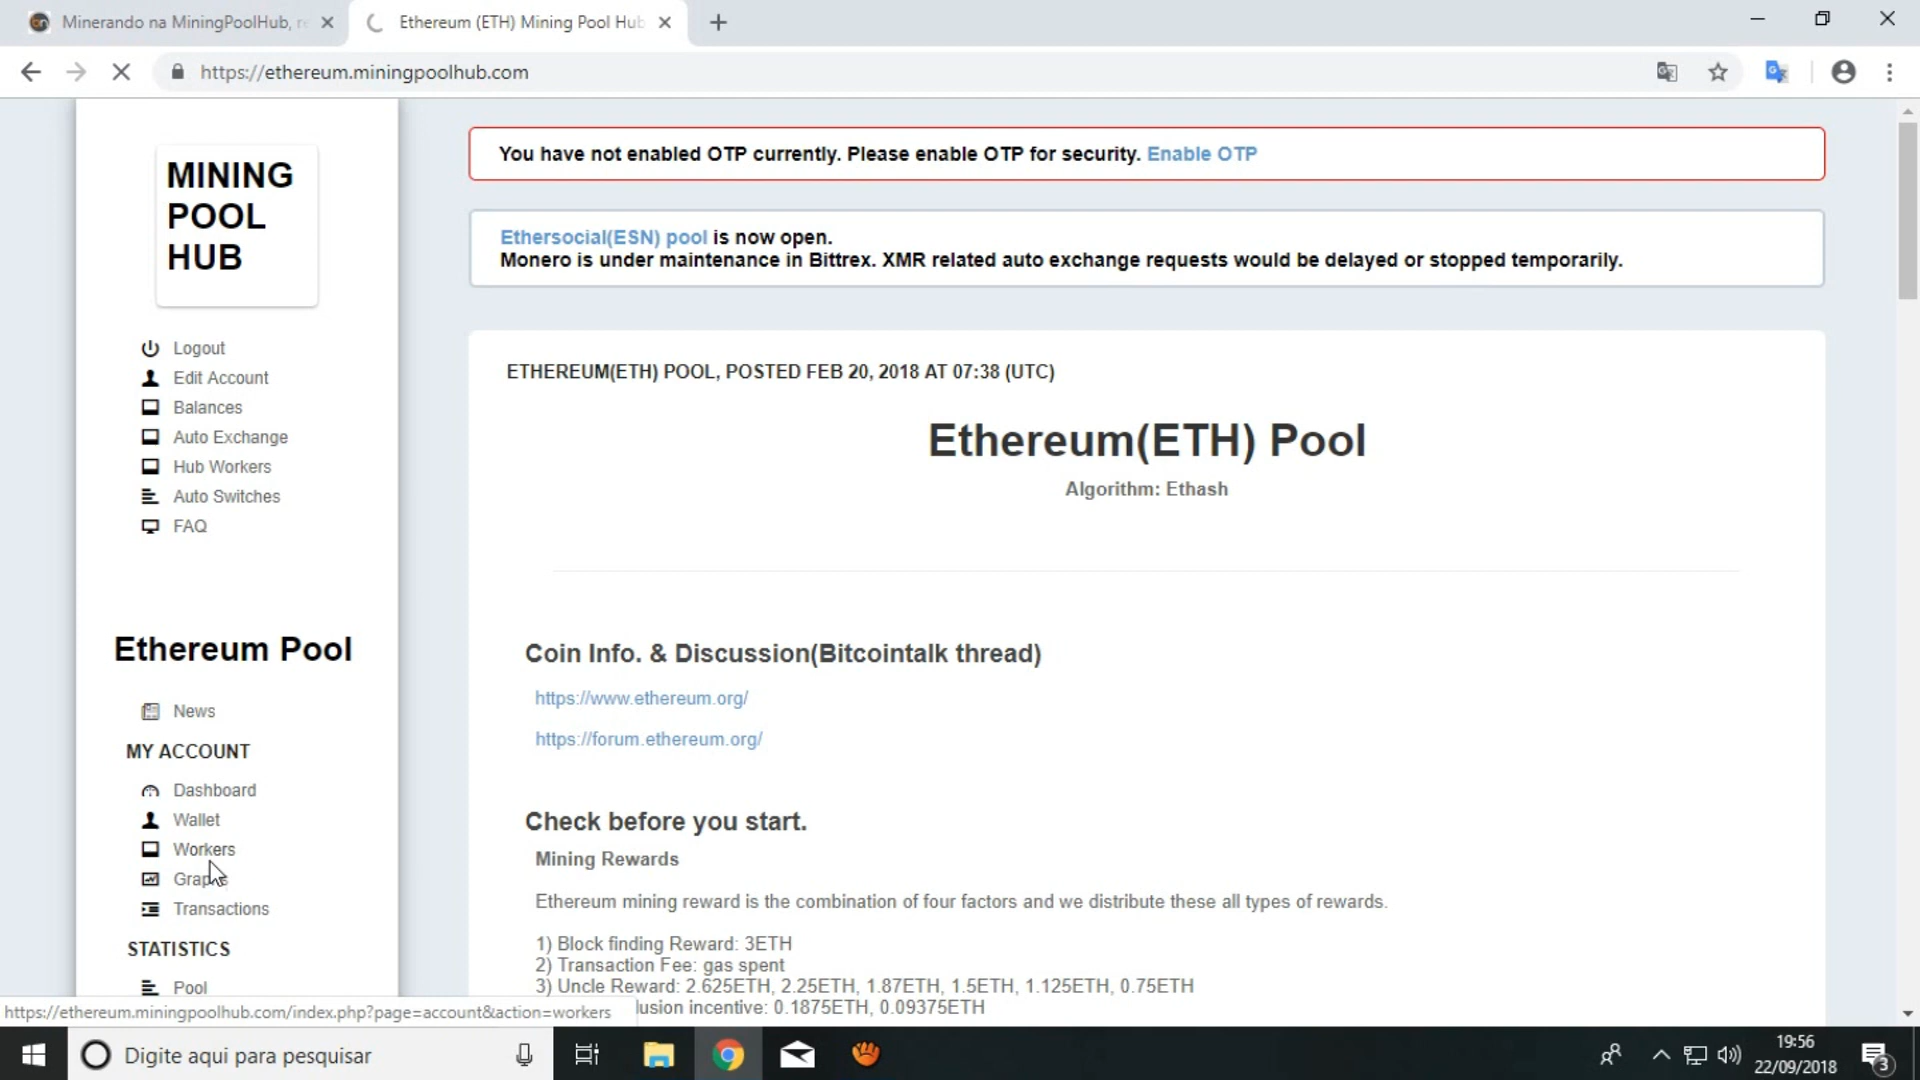 Minerando na MiningPoolHub, r
Ethereum (ETH) Mining Pool Hub
https://ethereum.miningpoolhub.com
MINING
POOL
HUB
Logout
Edit Account
Balances
Auto Exchange
Hub Workers
Auto Switches
FAQ
Ethereum Pool
News
MY ACCOUNT
Dashboard
Wallet
Workers
Graphs
Transactions
STATISTICS
Pool
You have not enabled OTP currently. Please enable OTP for security. Enable OTP
Ethersocial(ESN) pool is now open.
Monero is under maintenance in Bittrex. XMR related auto exchange requests would be delayed or stopped temporarily.
ETHEREUM(ETH) POOL, POSTED FEB 20, 2018 AT 07:38 (UTC)
Ethereum(ETH) Pool
Algorithm: Ethash
Coin Info. & Discussion(Bitcointalk thread)
https://www.ethereum.org/
https://forum.ethereum.org/
Check before you start.
Mining Rewards
Ethereum mining reward is the combination of four factors and we distribute these all types of rewards.
1) Block finding Reward: 3ETH
2) Transaction Fee: gas spent
3) Uncle Reward: 2.625ETH, 2.25ETH, 1.87ETH, 1.5ETH, 1.125ETH, 0.75ETH
lusion incentive: 0.1875ETH, 0.09375ETH
https://ethereum.miningpoolhub.com/index.php?page=account&action=workers
Digite aqui para pesquisar
19:56
22/09/2018
3